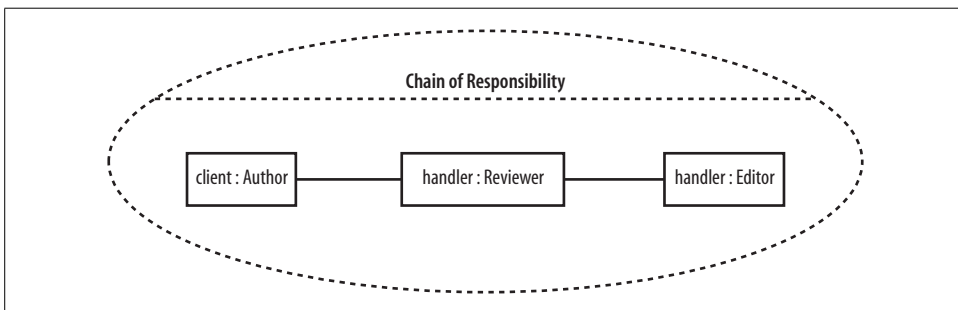 Chain of Responsibility
client : Author
handler : Reviewer
handler : Editor